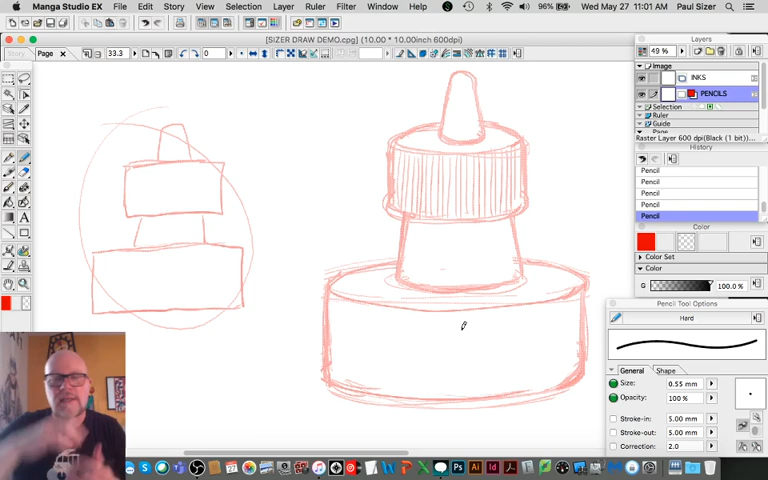 Manga Studio EX File Edit Story View Selection Layer Ruler Filter Window Help 96% Wed May 27 11:01 AM Paul Sizer
[SIZER DRAW DEMO.cpg] (10.00 * 10.00inch 600dpi)
Story Page 33.3 0
Layers
49 %
Image
INKS
PENCILS
Selection
Ruler
Guide
Raster Layer 600 dpi(Black (1 bit))...
History
Pencil
Pencil
Pencil
Pencil
Color
Color Set
Color
G 100.0 %
Pencil Tool Options
Hard
General Shape
Size: 0.55 mm
Opacity: 100 %
Stroke-in: 5.00 mm
Stroke-out: 5.00 mm
Correction: 2.0